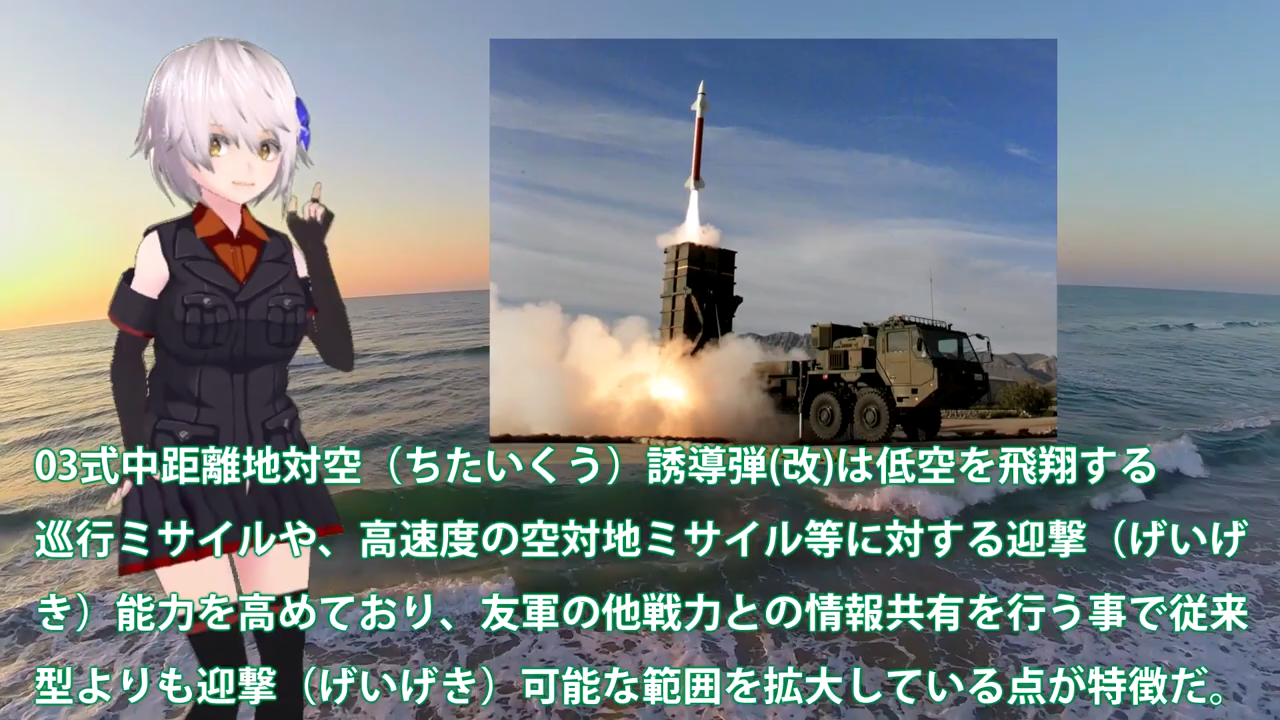 03式中距離地対空（ちたいくう）誘導弾(改)は低空を飛翔する
巡行ミサイルや、高速度の空対地ミサイル等に対する迎撃（げいげ
き）能力を高めており、友軍の他戦力との情報共有を行う事で従来
型よりも迎撃（げいげき）可能な範囲を拡大している点が特徴だ。